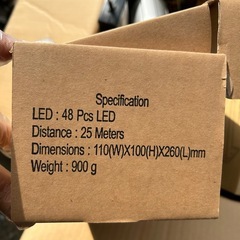 Specification
LED : 48 Pcs LED
Distance : 25 Meters
Dimensions : 110(W)X100(H)X260(L)mm
Weight : 900 g